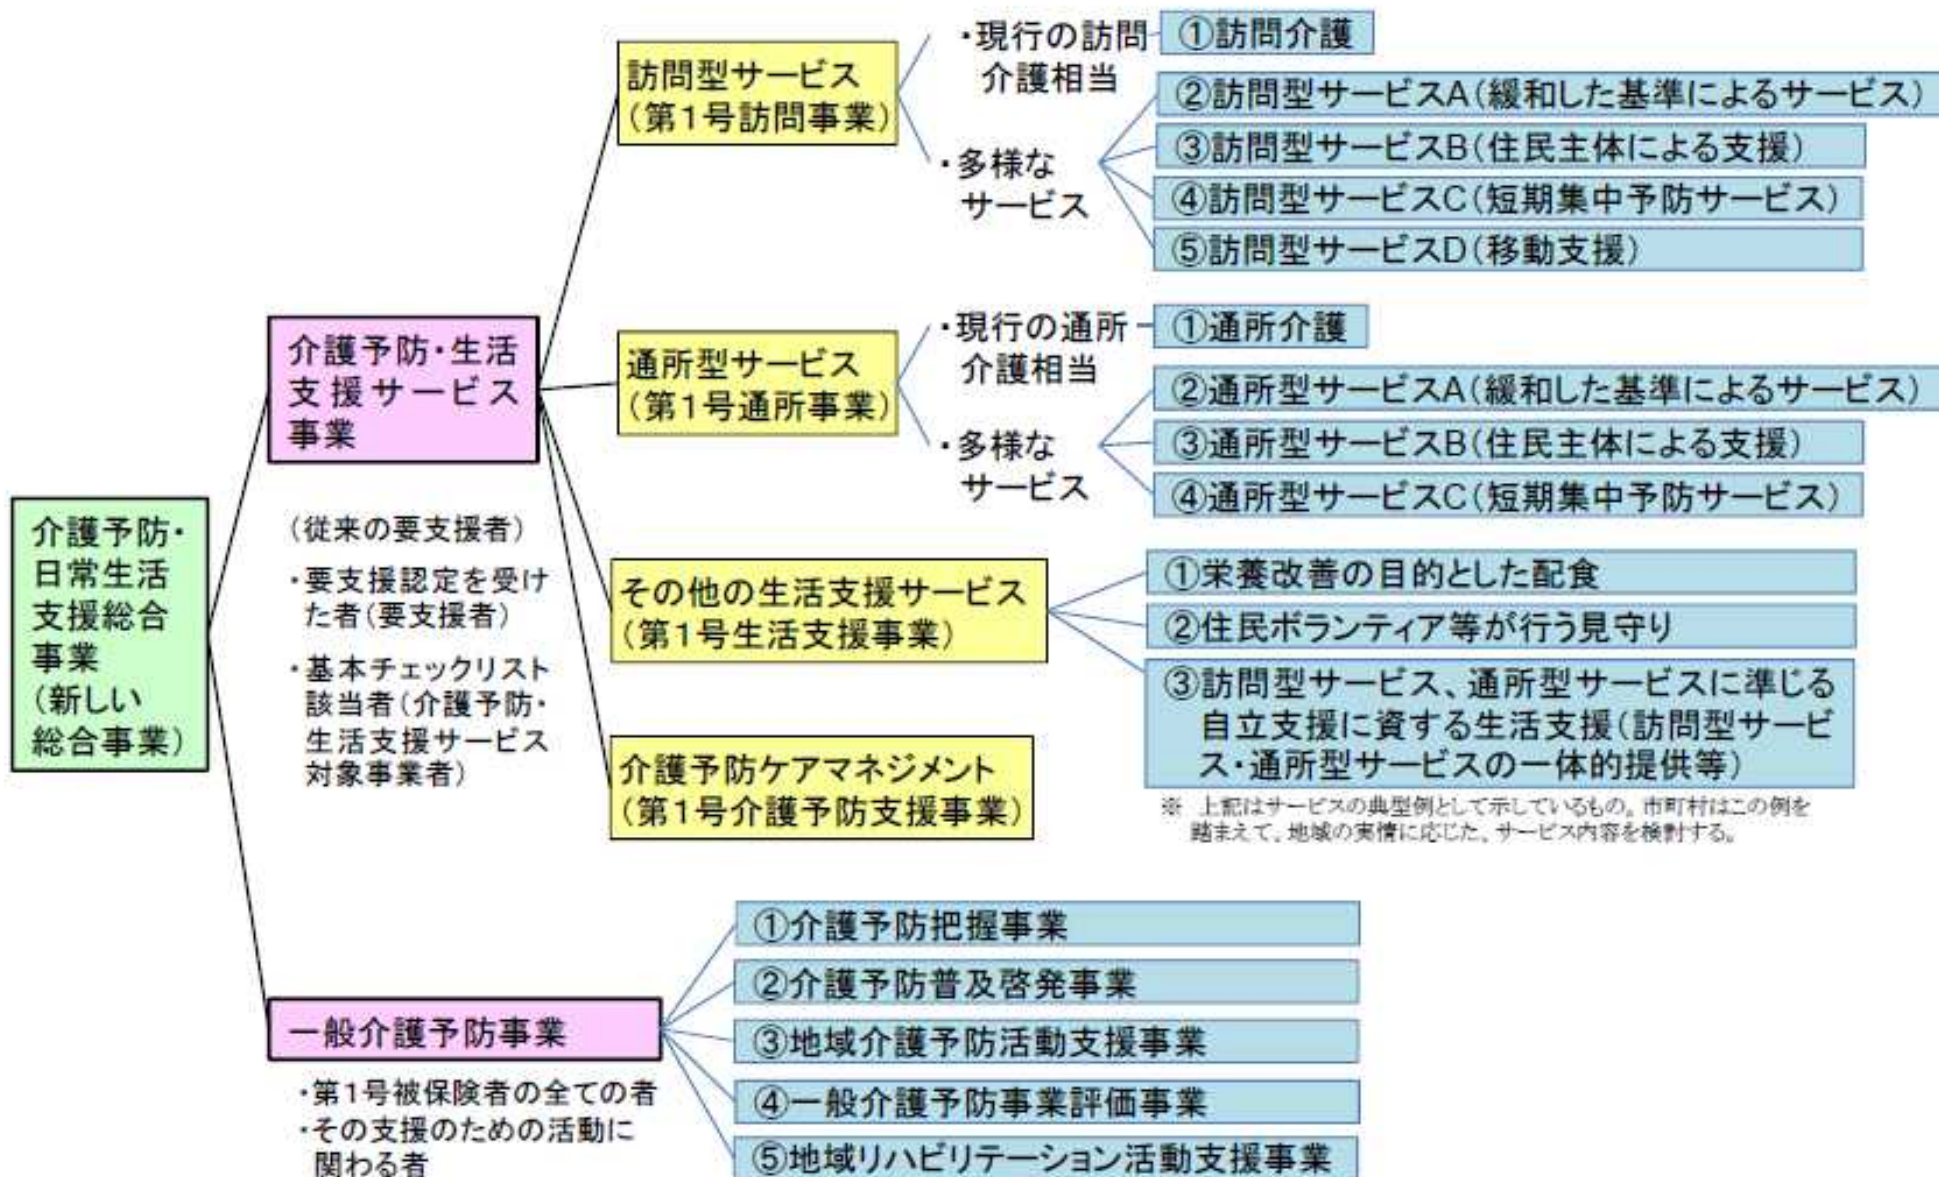 介護予防・
日常生活
支援総合
事業
(新しい
総合事業)
介護予防・生活
支援サービス
事業
(従来の要支援者)
・要支援認定を受け
た者(要支援者)
・基本チェックリスト
該当者(介護予防・
生活支援サービス
対象事業者)
訪問型サービス
(第1号訪問事業)
・現行の訪問
介護相当
①訪問介護
・多様な
サービス
②訪問型サービスA(緩和した基準によるサービス)
③訪問型サービスB(住民主体による支援)
④訪問型サービスC(短期集中予防サービス)
⑤訪問型サービスD(移動支援)
通所型サービス
(第1号通所事業)
・現行の通所
介護相当
①通所介護
・多様な
サービス
②通所型サービスA(緩和した基準によるサービス)
③通所型サービスB(住民主体による支援)
④通所型サービスC(短期集中予防サービス)
その他の生活支援サービス
(第1号生活支援事業)
①栄養改善の目的とした配食
②住民ボランティア等が行う見守り
③訪問型サービス、通所型サービスに準じる
自立支援に資する生活支援(訪問型サービ
ス・通所型サービスの一体的提供等)
※ 上記はサービスの典型例として示しているもの。市町村はこの例を
踏まえて、地域の実情に応じた、サービス内容を検討する。
介護予防ケアマネジメント
(第1号介護予防支援事業)
一般介護予防事業
・第1号被保険者の全ての者
・その支援のための活動に
関わる者
①介護予防把握事業
②介護予防普及啓発事業
③地域介護予防活動支援事業
④一般介護予防事業評価事業
⑤地域リハビリテーション活動支援事業